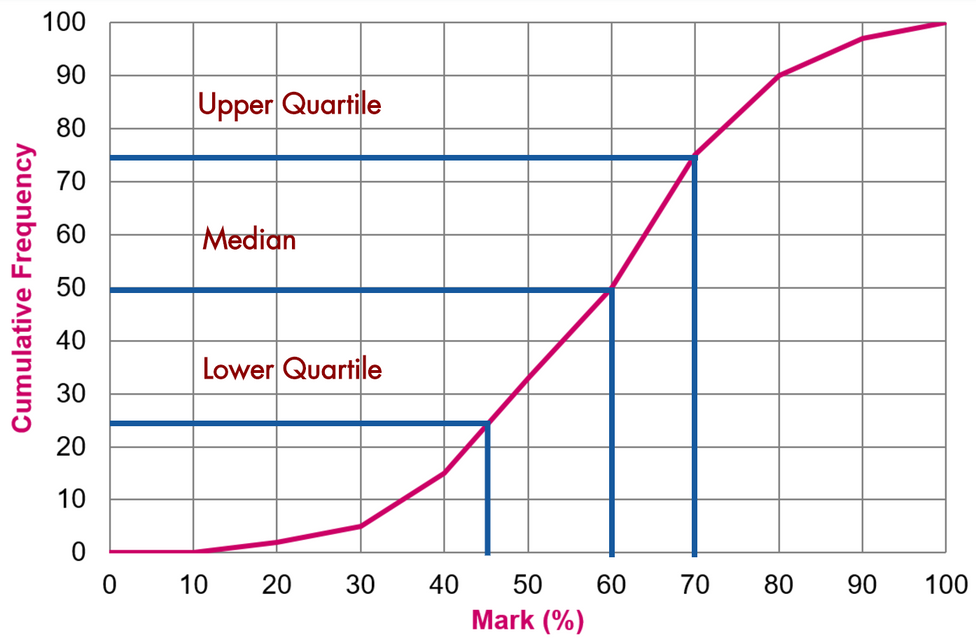 100
90
Upper Quartile
80
70
60
Median
50
40
Lower Quartile
30
20
10
0
Cumulative Frequency
0 10 20 30 40 50 60 70 80 90 100
Mark (%)